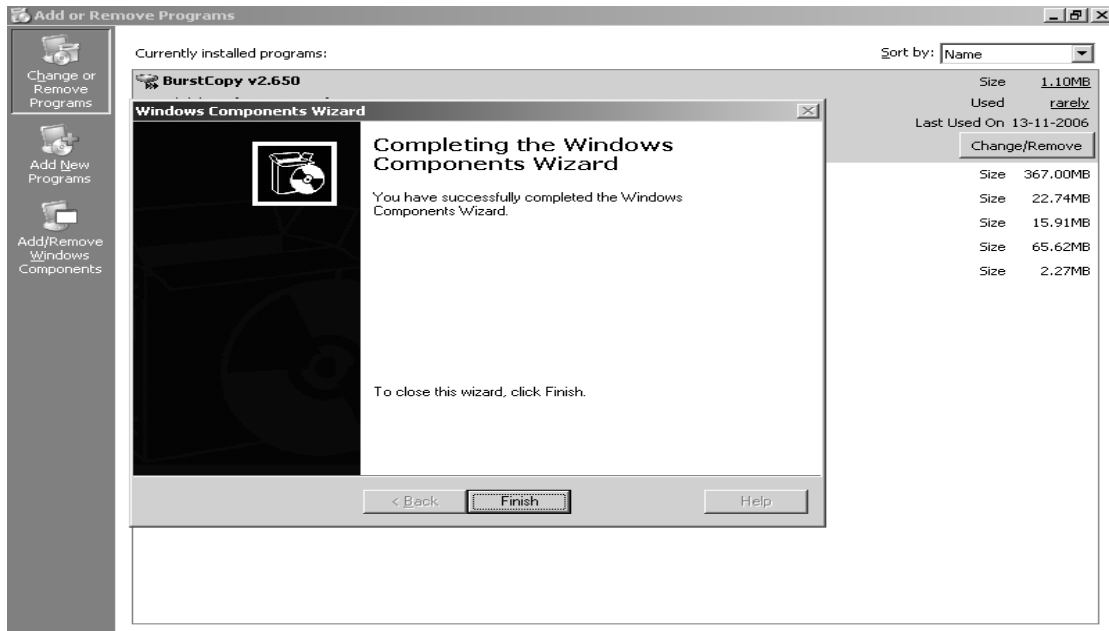 Add or Remove Programs
Change or
Remove
Programs
Add New
Programs
Add/Remove
Windows
Components
Currently installed programs:
Sort by: Name
BurstCopy v2.650
Size 1.10MB
Used rarely
Last Used On 13-11-2006
Change/Remove
Size 367.00MB
Size 22.74MB
Size 15.91MB
Size 65.62MB
Size 2.27MB
Windows Components Wizard
Completing the Windows
Components Wizard
You have successfully completed the Windows
Components Wizard.
To close this wizard, click Finish.
< Back
Finish
Help